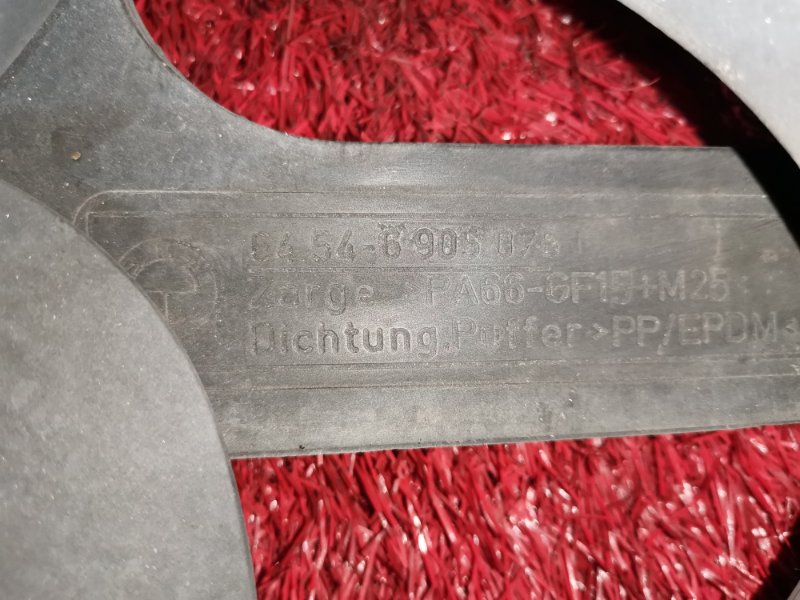 64 54-6 905 076
Zarge >PA66-GF15+M25<
Dichtung.Puffer >PP/EPDM<